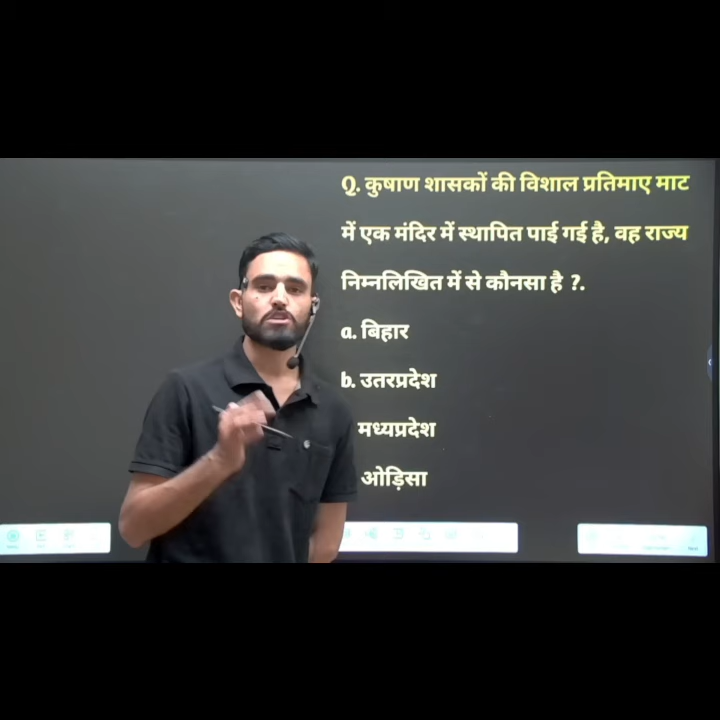 Q. कुषाण शासकों की विशाल प्रतिमाए माट
में एक मंदिर में स्थापित पाई गई है, वह राज्य
निम्नलिखित में से कौनसा है ?.
a. बिहार
b. उतरप्रदेश
मध्यप्रदेश
ओड़िसा